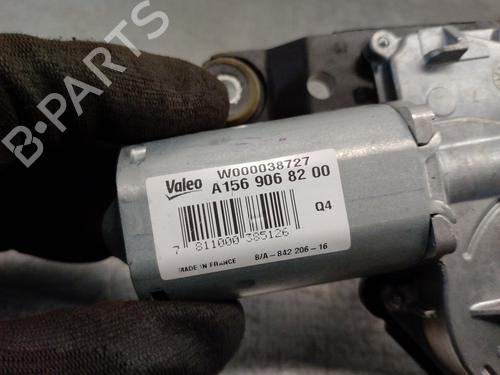 B-PARTS
W000038727
Valeo A156 906 82 00
Q4
7 811000 385126
MADE IN FRANCE 8/A-842 206-16